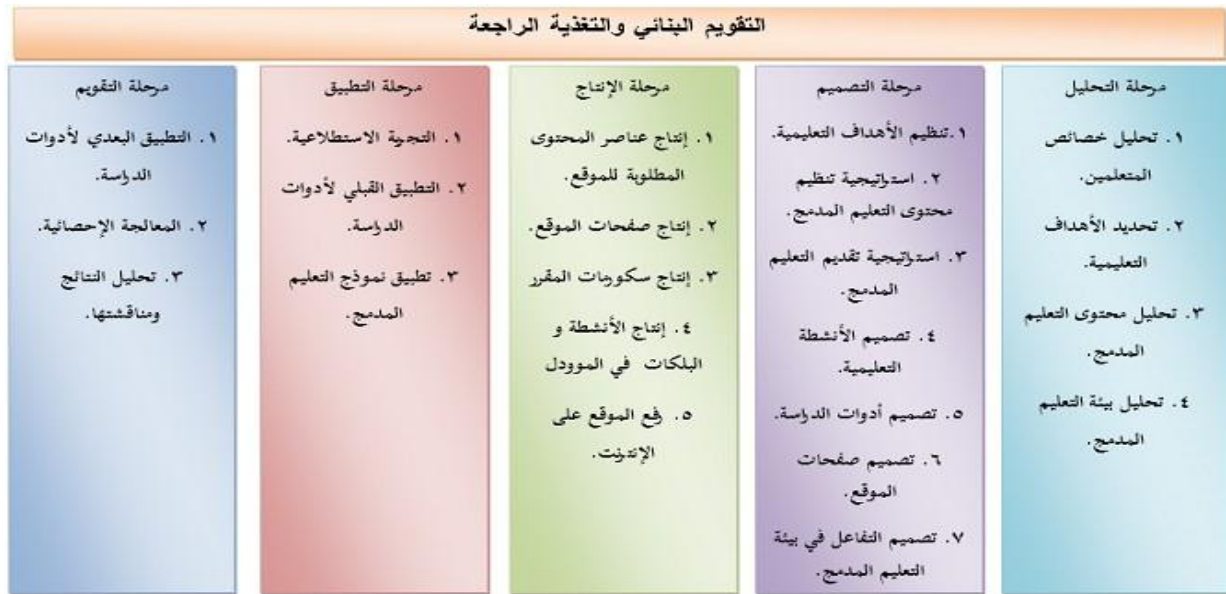 التقويم البنائي والتغذية الراجعة
مرحلة التحليل
١. تحليل خصائص
المتعلمين.
٢. تحديد الأهداف
التعليمية.
٣. تحليل محتوى التعليم
المدمج.
٤. تحليل بيئة التعليم
المدمج.
مرحلة التصميم
١.تنظيم الأهداف التعليمية.
٢. استراتيجية تنظيم
محتوى التعليم المدمج.
٣. استراتيجية تقديم التعليم
المدمج.
٤. تصميم الأنشطة
التعليمية.
٥. تصميم أدوات الدراسة.
٦. تصميم صفحات
الموقع.
٧. تصميم التفاعل في بيئة
التعليم المدمج.
مرحلة الإنتاج
١. إنتاج عناصر المحتوى
المطلوبة للموقع.
٢. إنتاج صفحات الموقع.
٣. إنتاج سكورمات المقرر
٤. إنتاج الأنشطة و
البلكات في الموودل
٥. رفع الموقع على
الإنترنت.
مرحلة التطبيق
١. التجربة الاستطلاعية.
٢. التطبيق القبلي لأدوات
الدراسة.
٣. تطبيق نموذج التعليم
المدمج.
مرحلة التقويم
١. التطبيق البعدي لأدوات
الدراسة.
٢. المعالجة الإحصائية.
٣. تحليل النتائج
ومناقشتها.